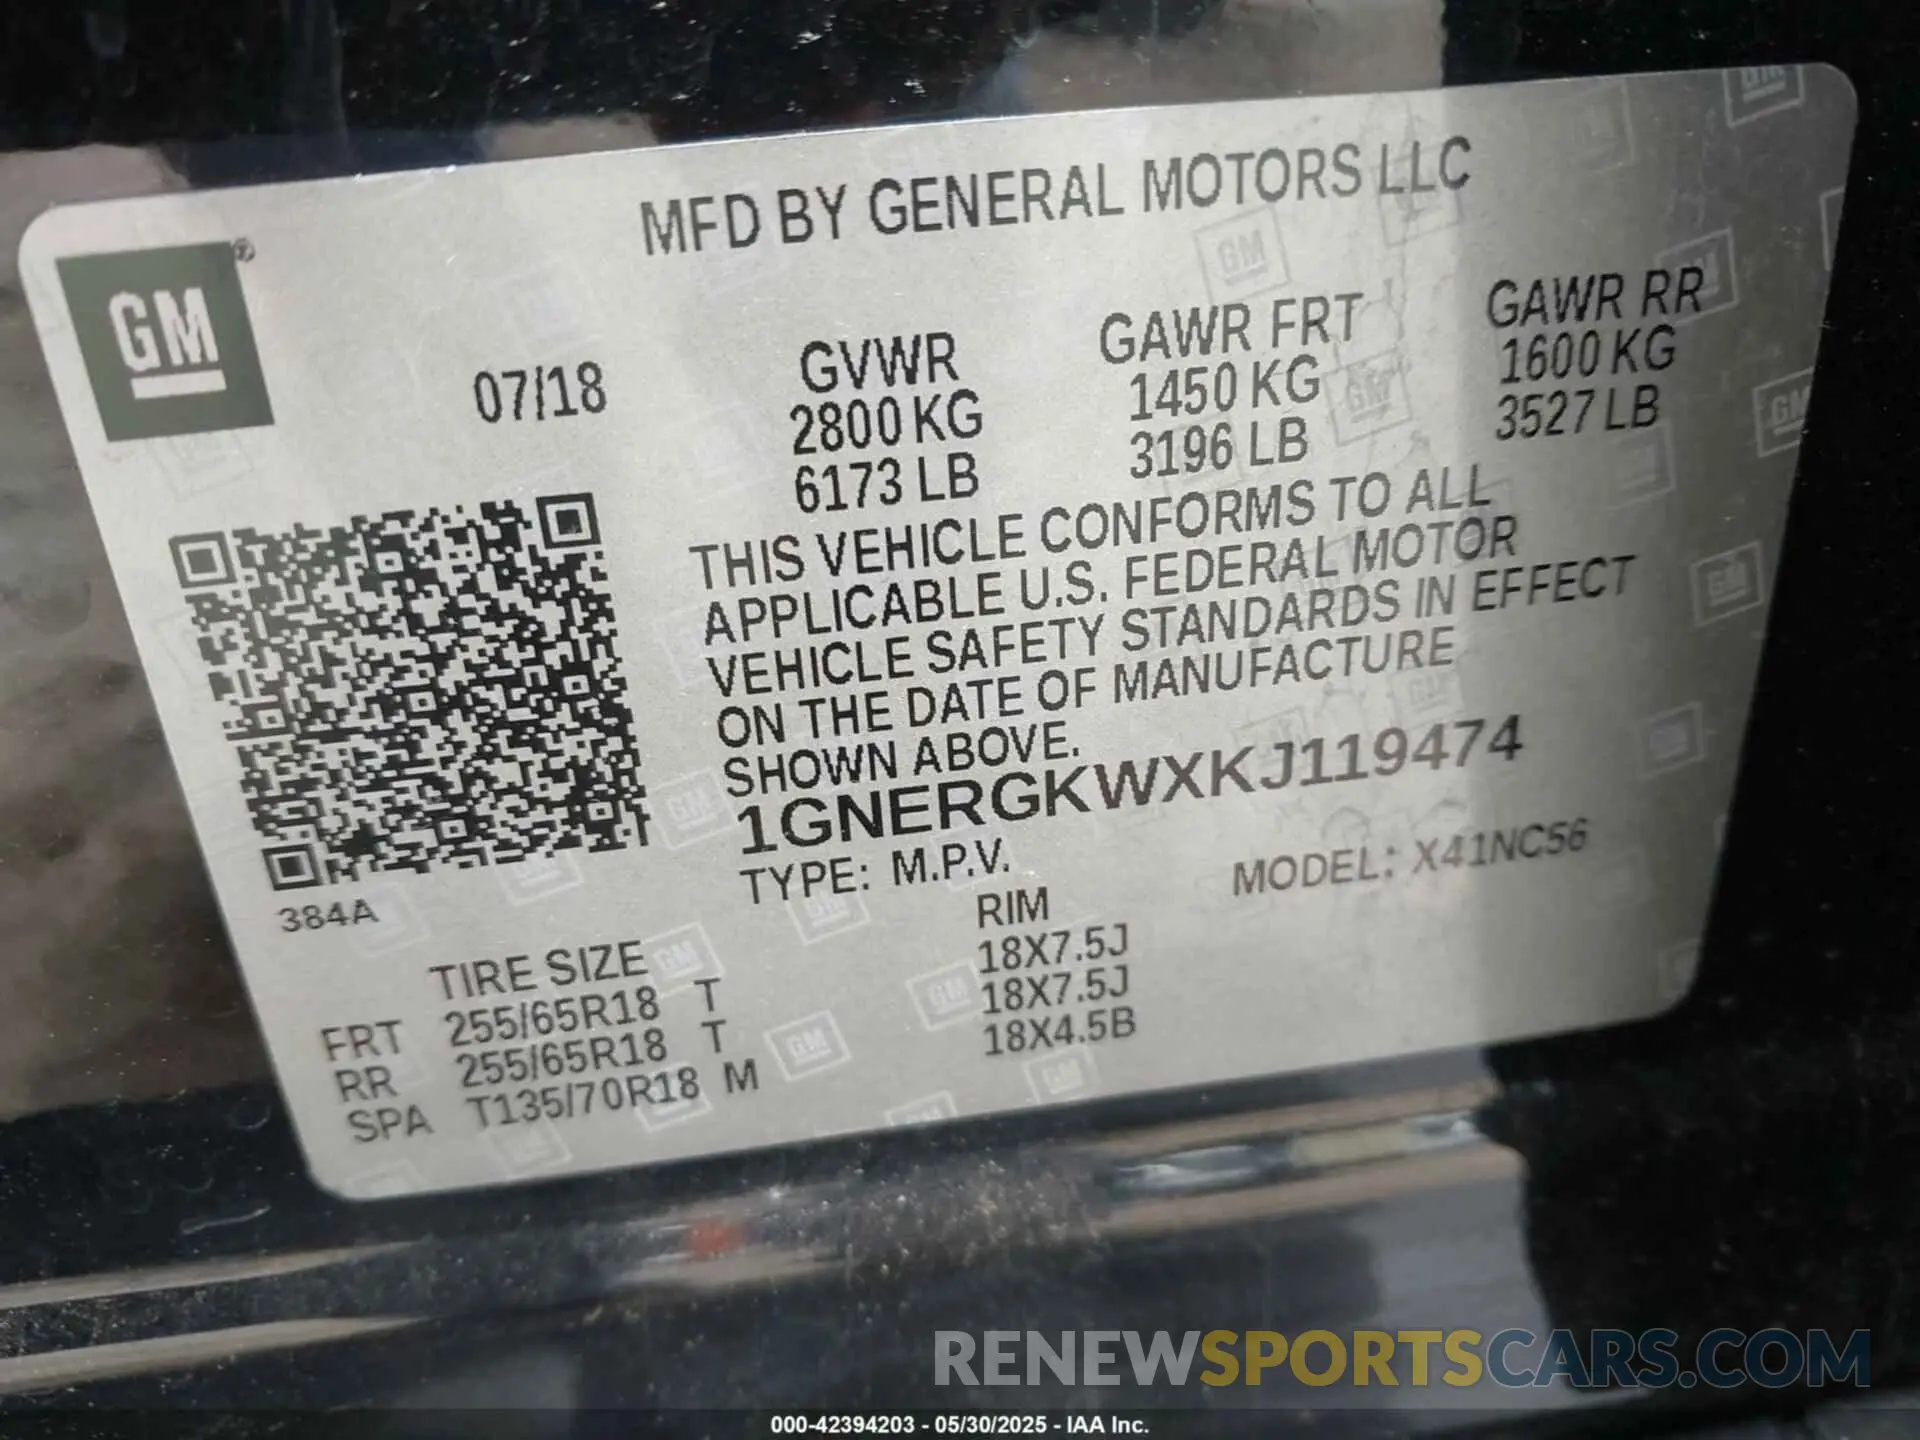 MFD BY GENERAL MOTORS LLC
GM®
07/18
GVWR
2800 KG
6173 LB
GAWR FRT
1450 KG
3196 LB
GAWR RR
1600 KG
3527 LB
THIS VEHICLE CONFORMS TO ALL
APPLICABLE U.S. FEDERAL MOTOR
VEHICLE SAFETY STANDARDS IN EFFECT
ON THE DATE OF MANUFACTURE
SHOWN ABOVE.
1GNERGKWXKJ119474
TYPE: M.P.V.
MODEL: X41NC56
384A
TIRE SIZE RIM
FRT 255/65R18 T 18X7.5J
RR 255/65R18 T 18X7.5J
SPA T135/70R18 M 18X4.5B
RENEWSPORTSCARS.COM
000-42394203 - 05/30/2025 - IAA Inc.